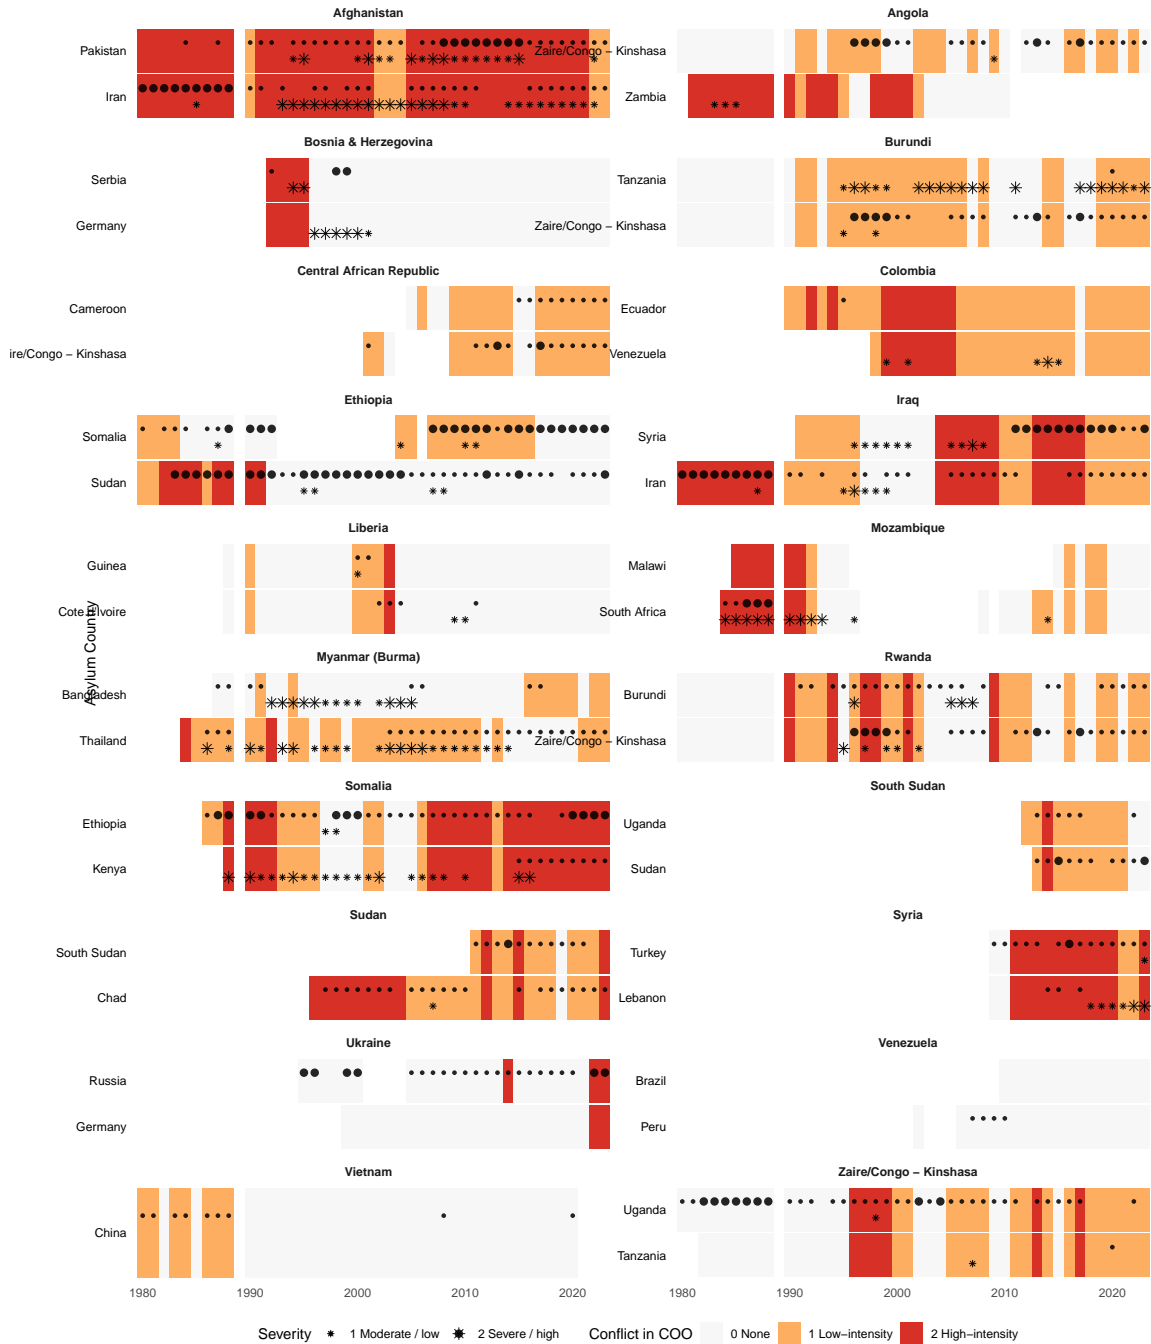 Afghanistan
Angola
Pakistan
Zaire/Congo – Kinshasa
Iran
Zambia
Bosnia & Herzegovina
Burundi
Serbia
Tanzania
Germany
Zaire/Congo – Kinshasa
Central African Republic
Colombia
Cameroon
Ecuador
ire/Congo – Kinshasa
Venezuela
Ethiopia
Iraq
Somalia
Syria
Sudan
Iran
Liberia
Mozambique
Guinea
Malawi
Cote Ivoire
South Africa
Asylum Country
Myanmar (Burma)
Rwanda
Bangladesh
Burundi
Thailand
Zaire/Congo – Kinshasa
Somalia
South Sudan
Ethiopia
Uganda
Kenya
Sudan
Sudan
Syria
South Sudan
Turkey
Chad
Lebanon
Ukraine
Venezuela
Russia
Brazil
Germany
Peru
Vietnam
Zaire/Congo – Kinshasa
China
Uganda
Tanzania
1980 1990 2000 2010 2020 1980 1990 2000 2010 2020
Severity 1 Moderate / low 2 Severe / high Conflict in COO 0 None 1 Low–intensity 2 High–intensity